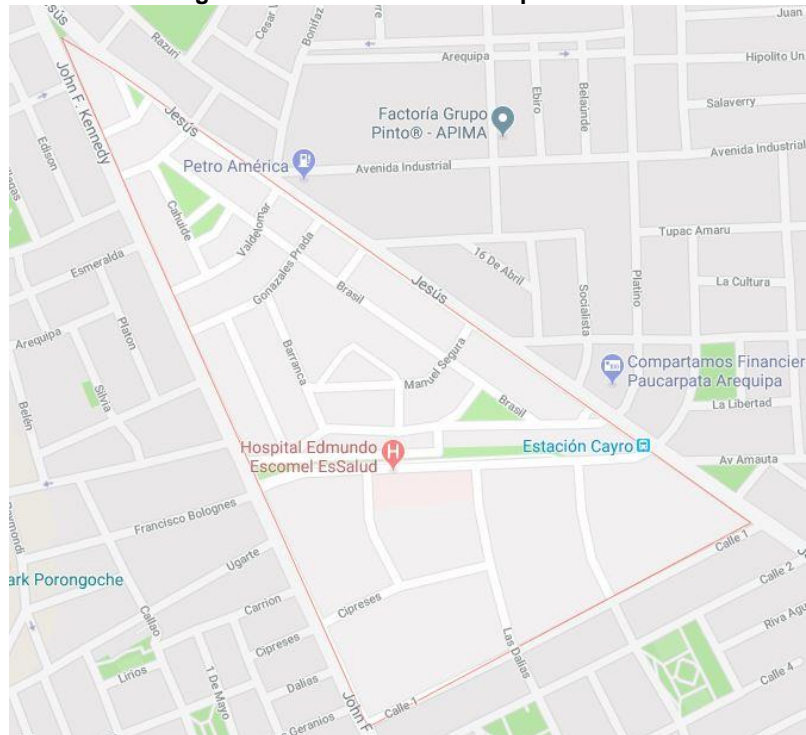 Jesús
Razuri
Cesar
Bonifaz
Juan
Arequipa
Hipolito Un
John F. Kennedy
Edison
Jesús
Factoría Grupo
Pinto® - APIMA
Ebiro
Belaúnde
Salaverry
Petro América
Avenida Industrial
Avenida Industrial
Cahuide
Valdelomar
Gonzales Prada
Tupac Amaru
Esmeralda
16 De Abril
Jesús
Brasil
Socialista
Platino
La Cultura
Arequipa
Platon
Silvia
Barranca
Manuel Segura
Compartamos Financier
Paucarpata Arequipa
Belén
Brasil
La Libertad
Hospital Edmundo
Escomel EsSalud
Estación Cayro
Av Amauta
Francisco Bolognes
Calle 1
Ugarte
Calle 2
ark Porongoche
Callao
Carrion
Cipreses
Riva Agu
Las Dalias
Cipreses
Lirios
1 De Mayo
Dalias
Calle 4
John F
Calle 1
Geranios